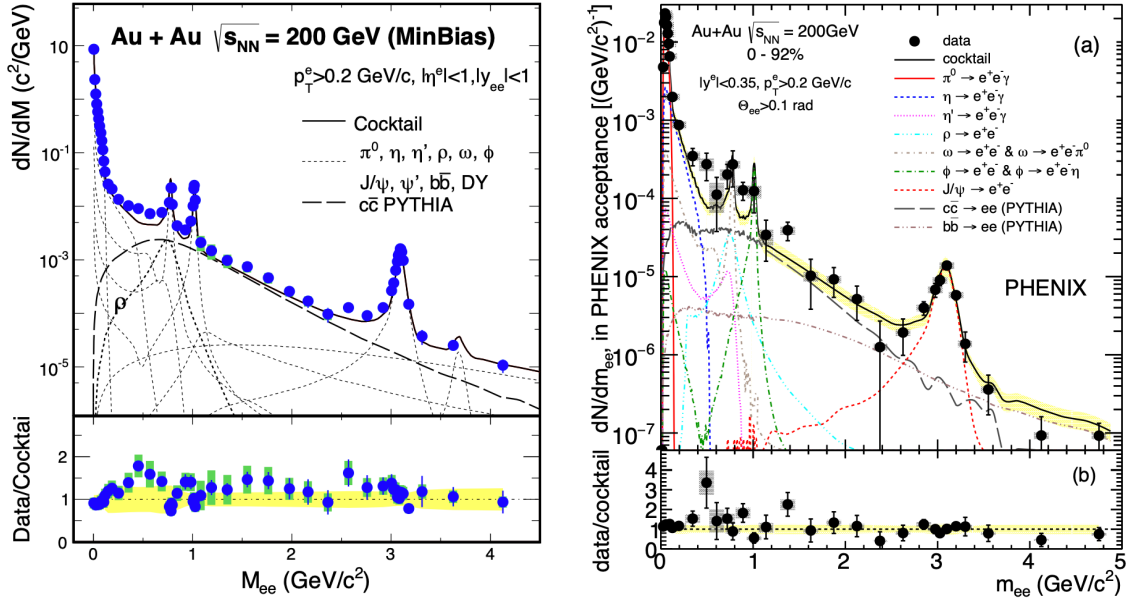 Au + Au √sNN = 200 GeV (MinBias)
p_T^e>0.2 GeV/c, |η^e|<1, |y_ee|<1
Cocktail
π⁰, η, η', ρ, ω, ϕ
J/ψ, ψ', bb̄, DY
cc̄ PYTHIA
ρ
dN/dM (c²/GeV)
10
10⁻¹
10⁻³
10⁻⁵
Data/Cocktai
2
1
0
0 1 2 3 4
M_ee (GeV/c²)
Au+Au √sNN = 200GeV
0 - 92%
|y^e|<0.35, p_T^e>0.2 GeV/c
Θ_ee>0.1 rad
(a)
data
cocktail
π⁰ → e⁺e⁻γ
η → e⁺e⁻γ
η' → e⁺e⁻γ
ρ → e⁺e⁻
ω → e⁺e⁻ & ω → e⁺e⁻π⁰
ϕ → e⁺e⁻ & ϕ → e⁺e⁻η
J/ψ → e⁺e⁻
cc̄ → ee (PYTHIA)
bb̄ → ee (PYTHIA)
PHENIX
dN/dm_ee, in PHENIX acceptance [(GeV/c²)⁻¹]
10⁻²
10⁻³
10⁻⁴
10⁻⁵
10⁻⁶
10⁻⁷
(b)
data/cocktail
4
3
2
1
0
0 1 2 3 4 5
m_ee (GeV/c²)